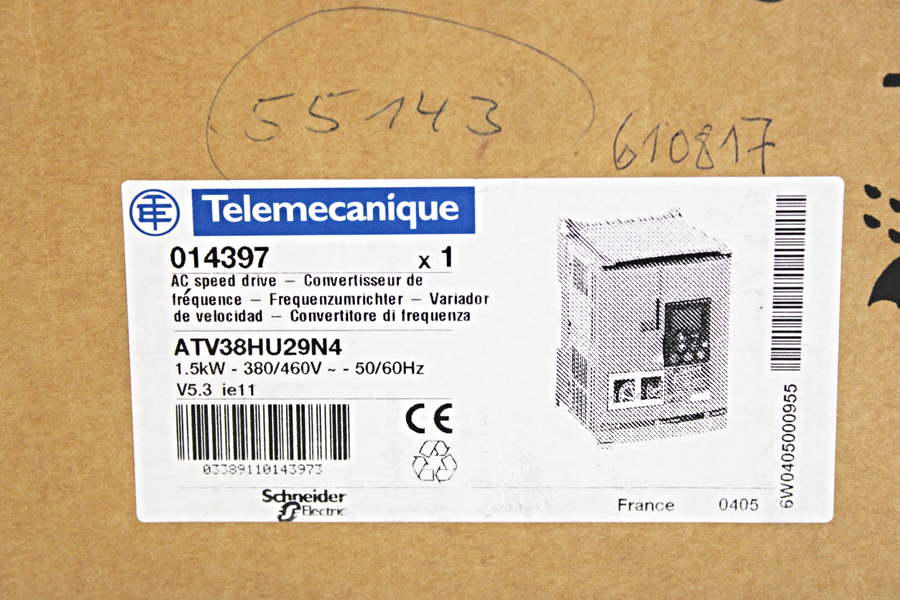 55143
610817
Telemecanique
014397 x 1
AC speed drive – Convertisseur de
fréquence – Frequenzumrichter – Variador
de velocidad – Convertitore di frequenza
ATV38HU29N4
1.5kW - 380/460V ~ - 50/60Hz
V5.3 ie11
CE
03389110143973
Schneider
Electric
France 0405
6W0405000955